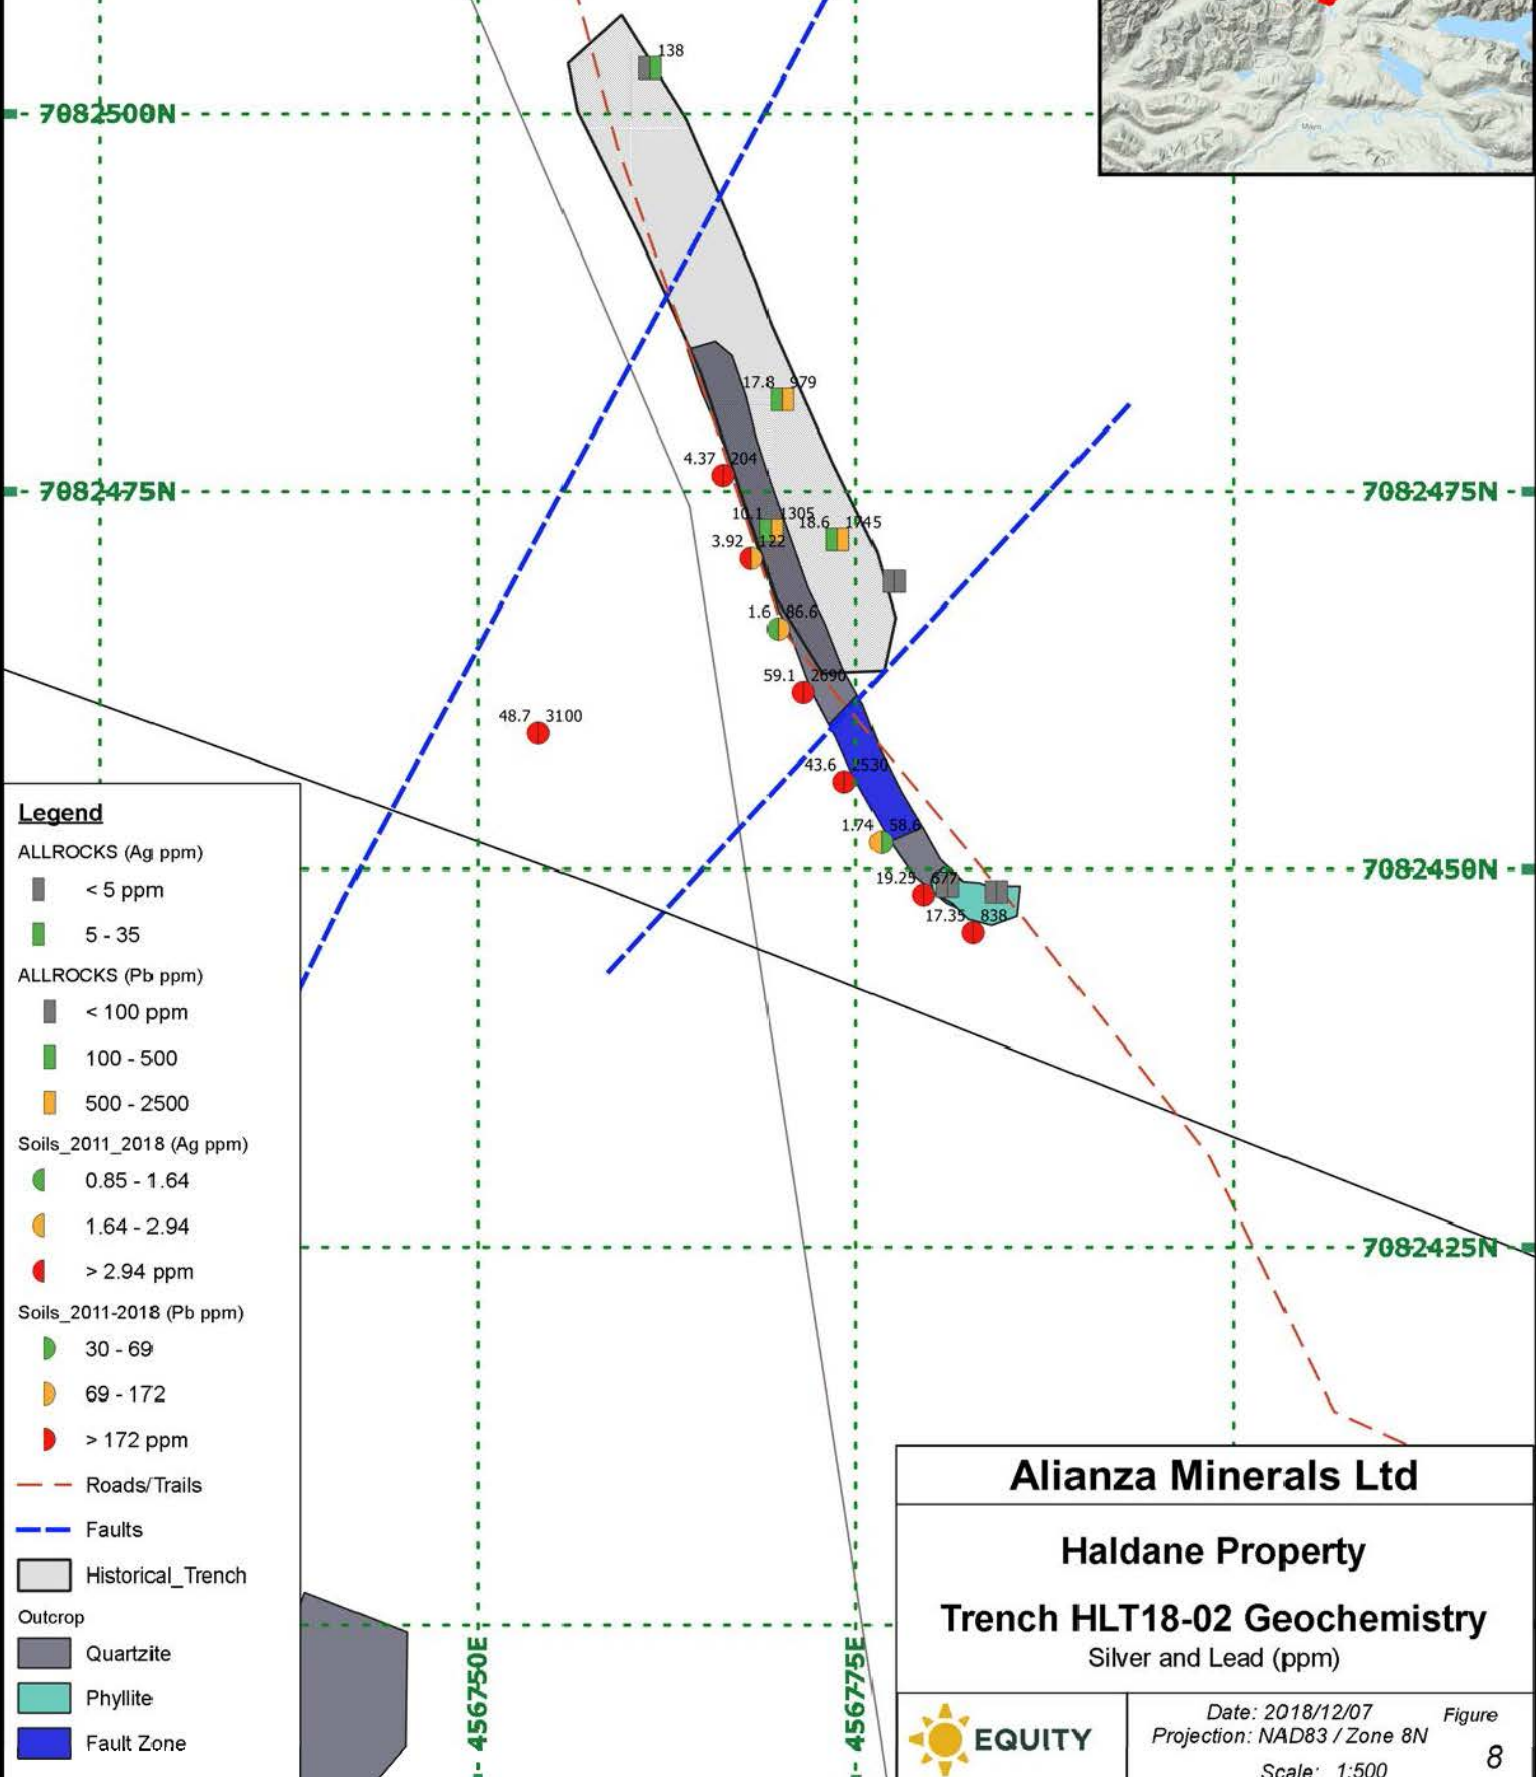 138
Mayo
7082500N
17.8 979
4.37 204
7082475N
7082475N
10.1 1305
18.6 1745
3.92 122
1.6 86.6
59.1 2690
48.7 3100
43.6 2530
1.74 58.6
7082450N
19.25 677
17.35 838
Legend
ALLROCKS (Ag ppm)
< 5 ppm
5 - 35
ALLROCKS (Pb ppm)
< 100 ppm
100 - 500
500 - 2500
Soils_2011_2018 (Ag ppm)
0.85 - 1.64
1.64 - 2.94
> 2.94 ppm
Soils_2011-2018 (Pb ppm)
30 - 69
69 - 172
> 172 ppm
Roads/Trails
Faults
Historical_Trench
Outcrop
Quartzite
Phyllite
Fault Zone
7082425N
456750E
456775E
Alianza Minerals Ltd
Haldane Property
Trench HLT18-02 Geochemistry
Silver and Lead (ppm)
EQUITY
Date: 2018/12/07
Projection: NAD83 / Zone 8N
Scale: 1:500
Figure
8